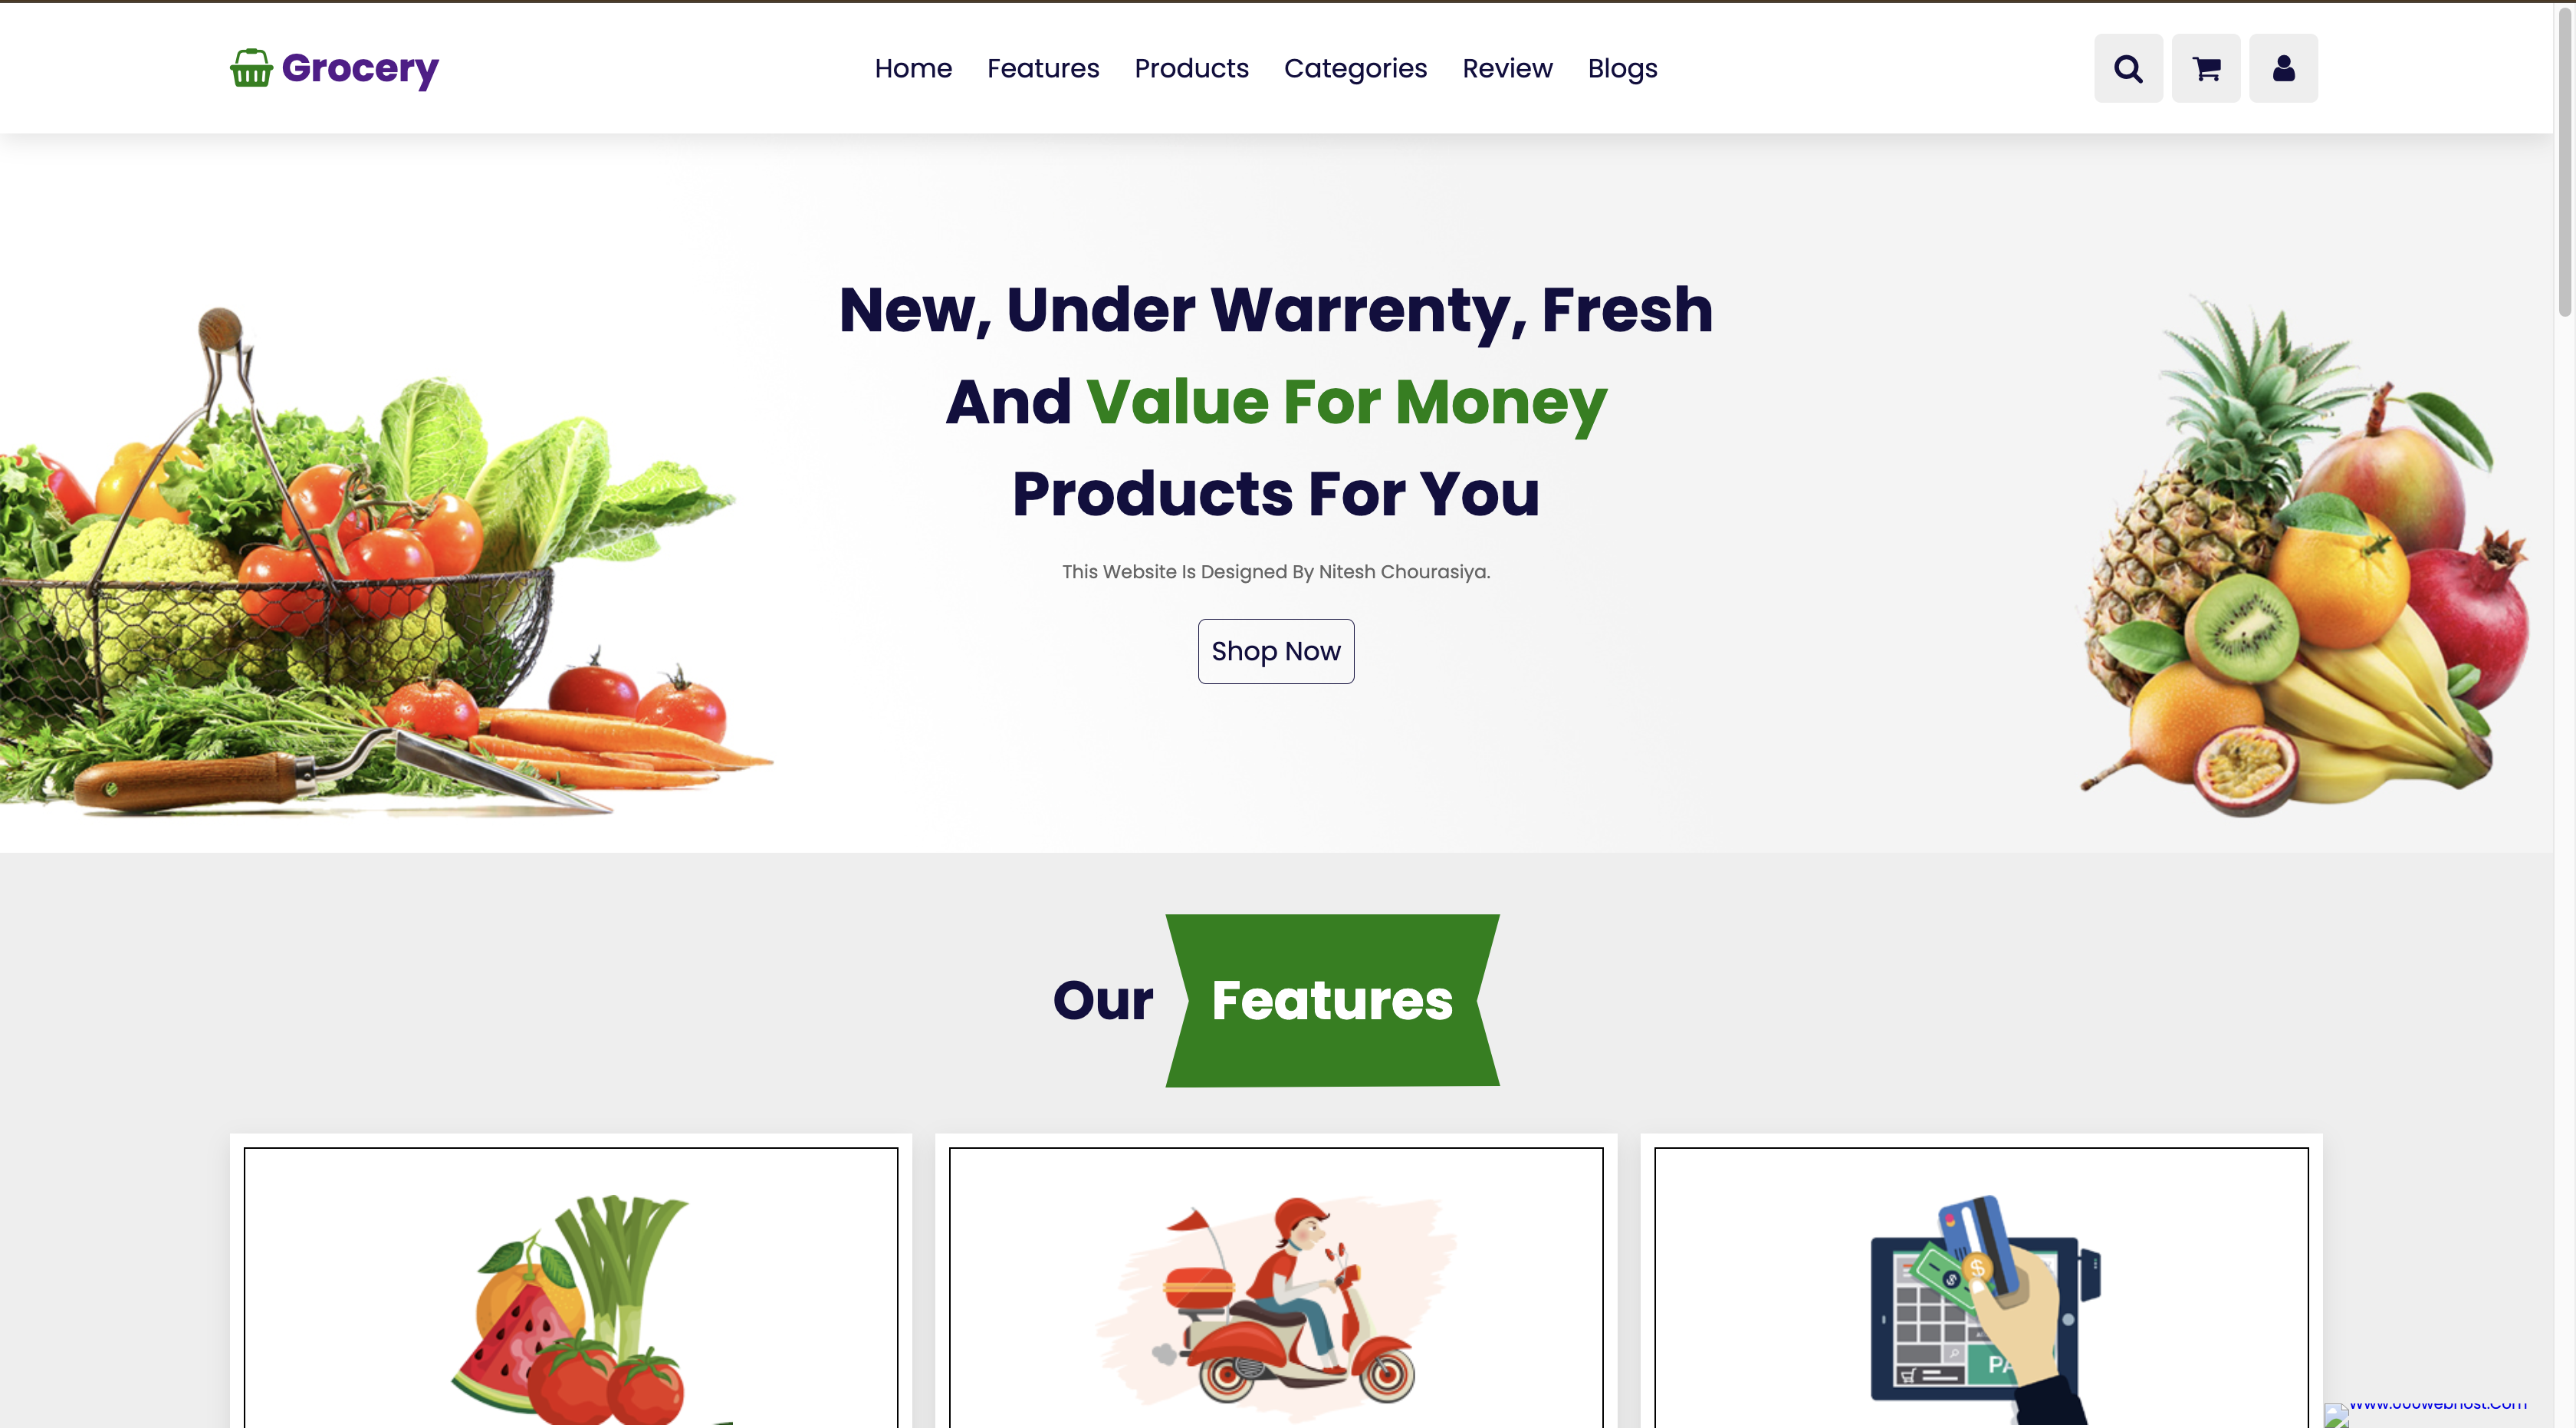 Grocery
Home Features Products Categories Review Blogs
New, Under Warrenty, Fresh
And Value For Money
Products For You
This Website Is Designed By Nitesh Chourasiya.
Shop Now
Our Features